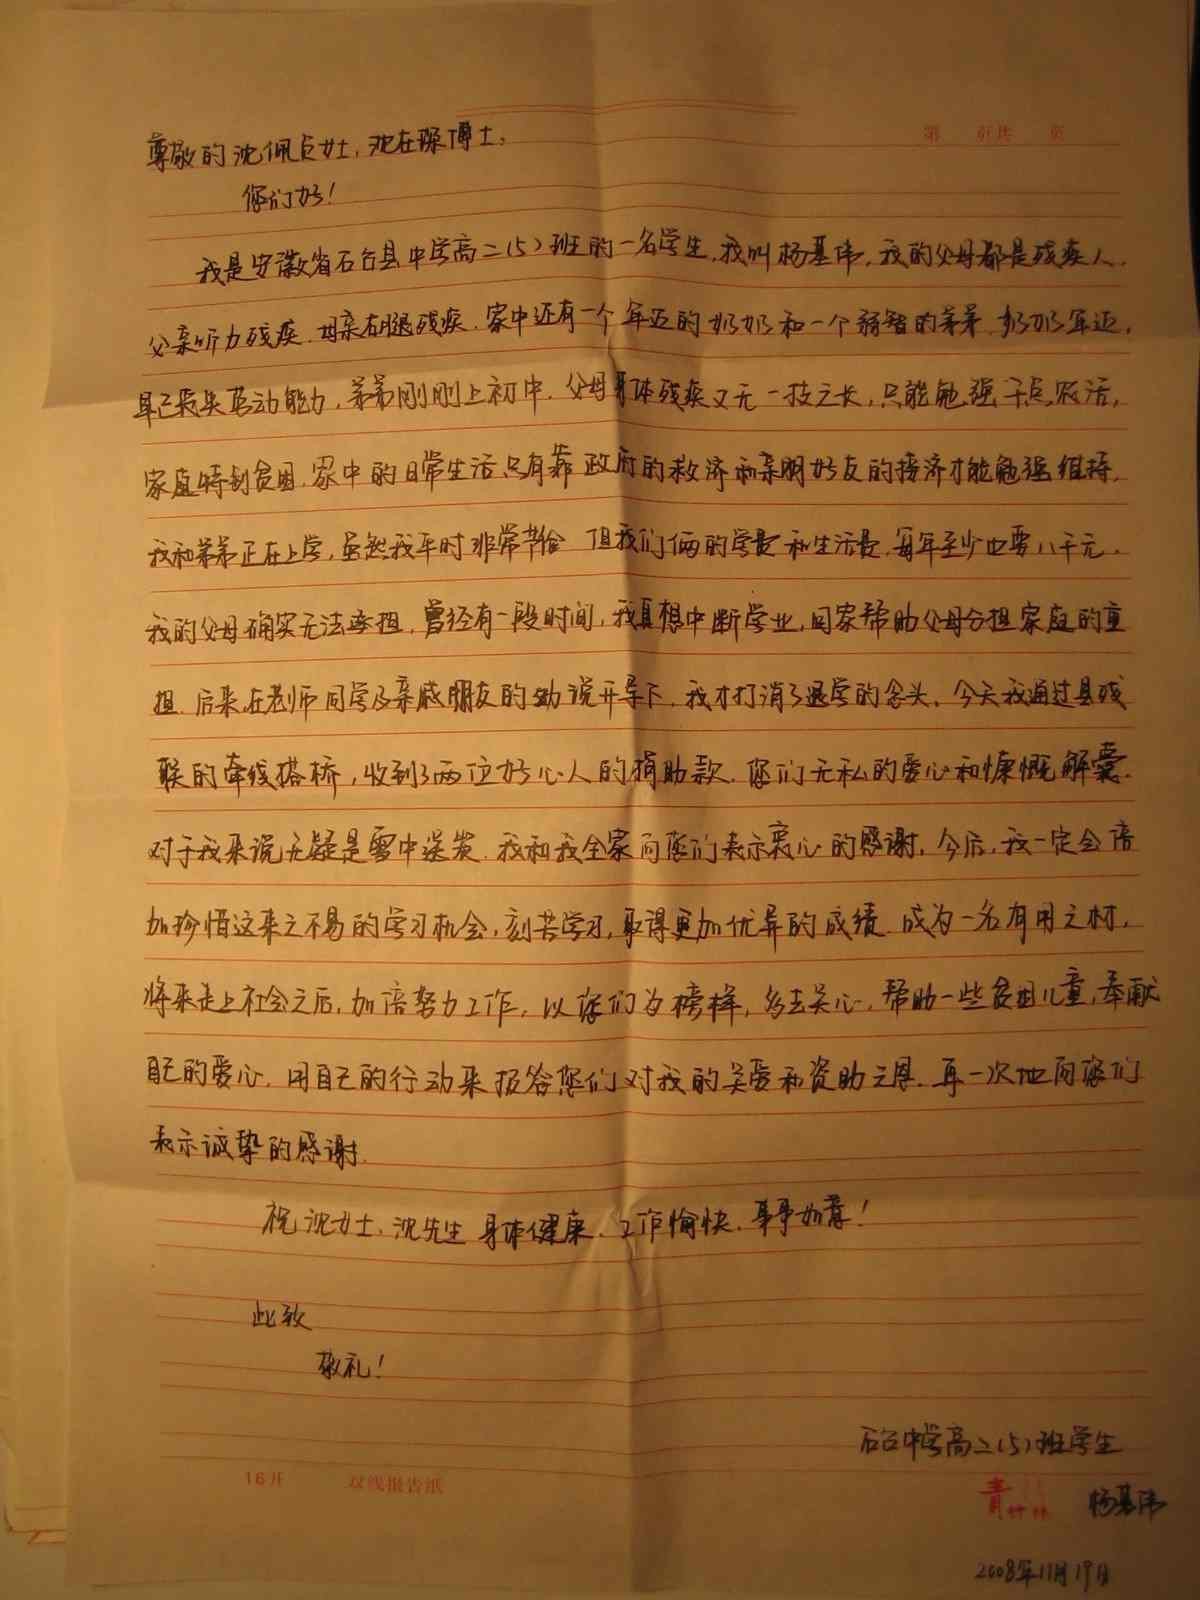 第 页共 页
尊敬的沈佩贞女士，沈在琛博士：
您们好！
我是安徽省石台县中学高二（5）班的一名学生，我叫杨基伟，我的父母都是残疾人，
父亲听力残疾，母亲右腿残疾，家中还有一个年迈的奶奶和一个弱智的弟弟，奶奶年迈，
早已丧失劳动能力，弟弟刚刚上初中，父母身体残疾又无一技之长，只能勉强干点农活，
家庭特别贫困，家中的日常生活只有靠政府的救济和亲朋好友的接济才能勉强维持，
我和弟弟正在上学，虽然我平时非常节俭 但我们俩的学费和生活费，每年至少也要八千元，
我的父母确实无法承担，曾经有一段时间，我真想中断学业，回家帮助父母分担家庭的重
担，后来，在老师同学及亲戚朋友的劝说开导下，我才打消了退学的念头，今天我通过县残
联的牵线搭桥，收到了两位好心人的捐助款，您们无私的爱心和慷慨解囊，
对于我来说无疑是雪中送炭，我和我全家向您们表示衷心的感谢，今后，我一定会倍
加珍惜这来之不易的学习机会，刻苦学习，取得更加优异的成绩，成为一名有用之材，
将来走上社会之后，加倍努力工作，以您们为榜样，多去关心，帮助一些贫困儿童，奉献
自己的爱心，用自己的行动来报答您们对我的关爱和资助之恩，再一次地向您们
表示诚挚的感谢，
祝沈女士，沈先生身体健康，工作愉快，事事如意！
此致
敬礼！
石台中学高二（5）班学生
16开 双线报告纸
青竹林 杨基伟
2008年11月19日